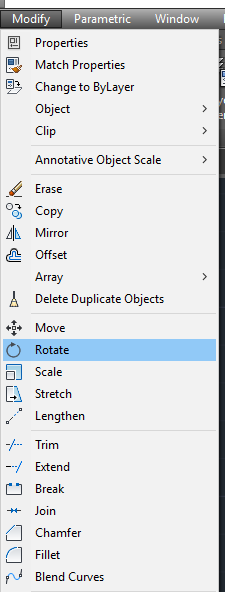 Modify Parametric Window
Properties
Match Properties
Change to ByLayer
Object
Clip
Annotative Object Scale
Erase
Copy
Mirror
Offset
Array
Delete Duplicate Objects
Move
Rotate
Scale
Stretch
Lengthen
Trim
Extend
Break
Join
Chamfer
Fillet
Blend Curves